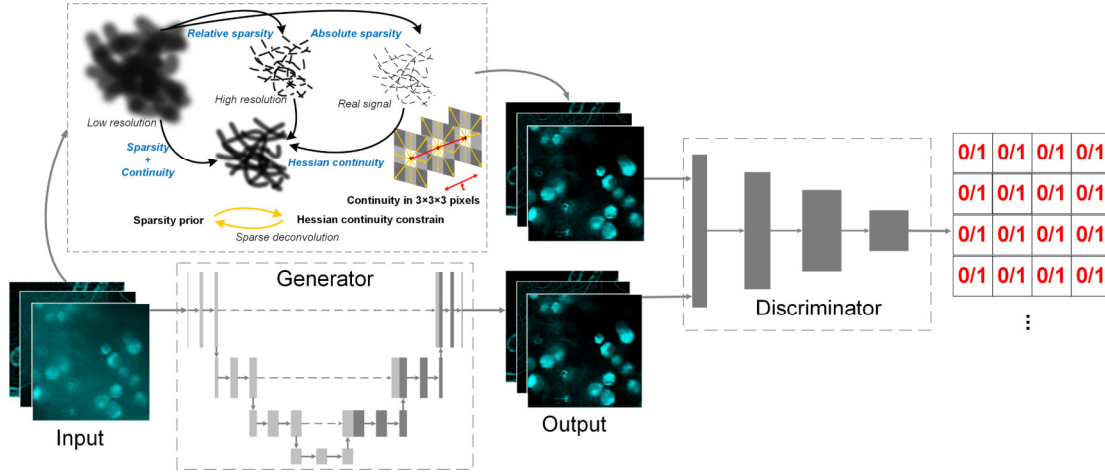 Relative sparsity
Absolute sparsity
High resolution
Real signal
Low resolution
Sparsity
+
Continuity
Hessian continuity
t
Continuity in 3×3×3 pixels
Sparsity prior
Hessian continuity constrain
Sparse deconvolution
0/1 0/1 0/1 0/1
0/1 0/1 0/1 0/1
0/1 0/1 0/1 0/1
0/1 0/1 0/1 0/1
⋮
Generator
Discriminator
Input
Output